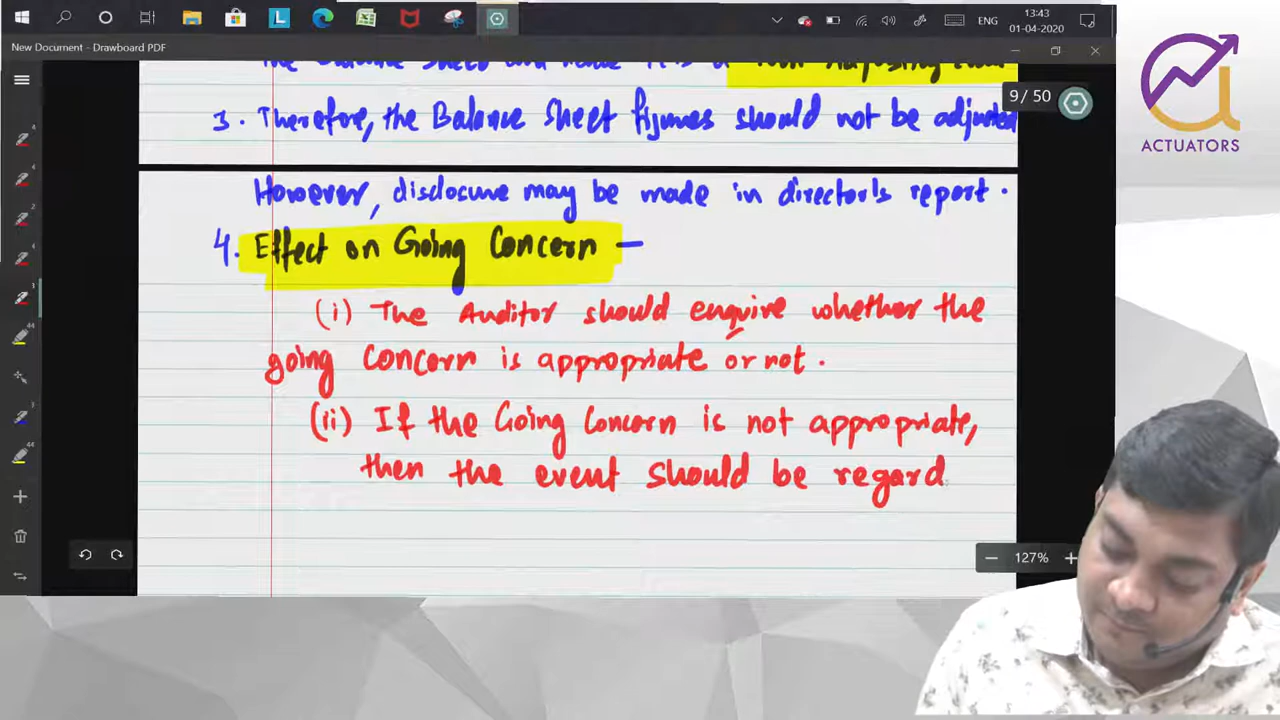 13:43
ENG
01-04-2020
New Document - Drawboard PDF
9 / 50
ACTUATORS
3. Therefore, the Balance Sheet figures should not be adjusted
However, disclosure may be made in director's report.
4. Effect on Going Concern —
(i) The Auditor should enquire whether the
going concern is appropriate or not.
(ii) If the Going Concern is not appropriate,
then the event should be regard
127%